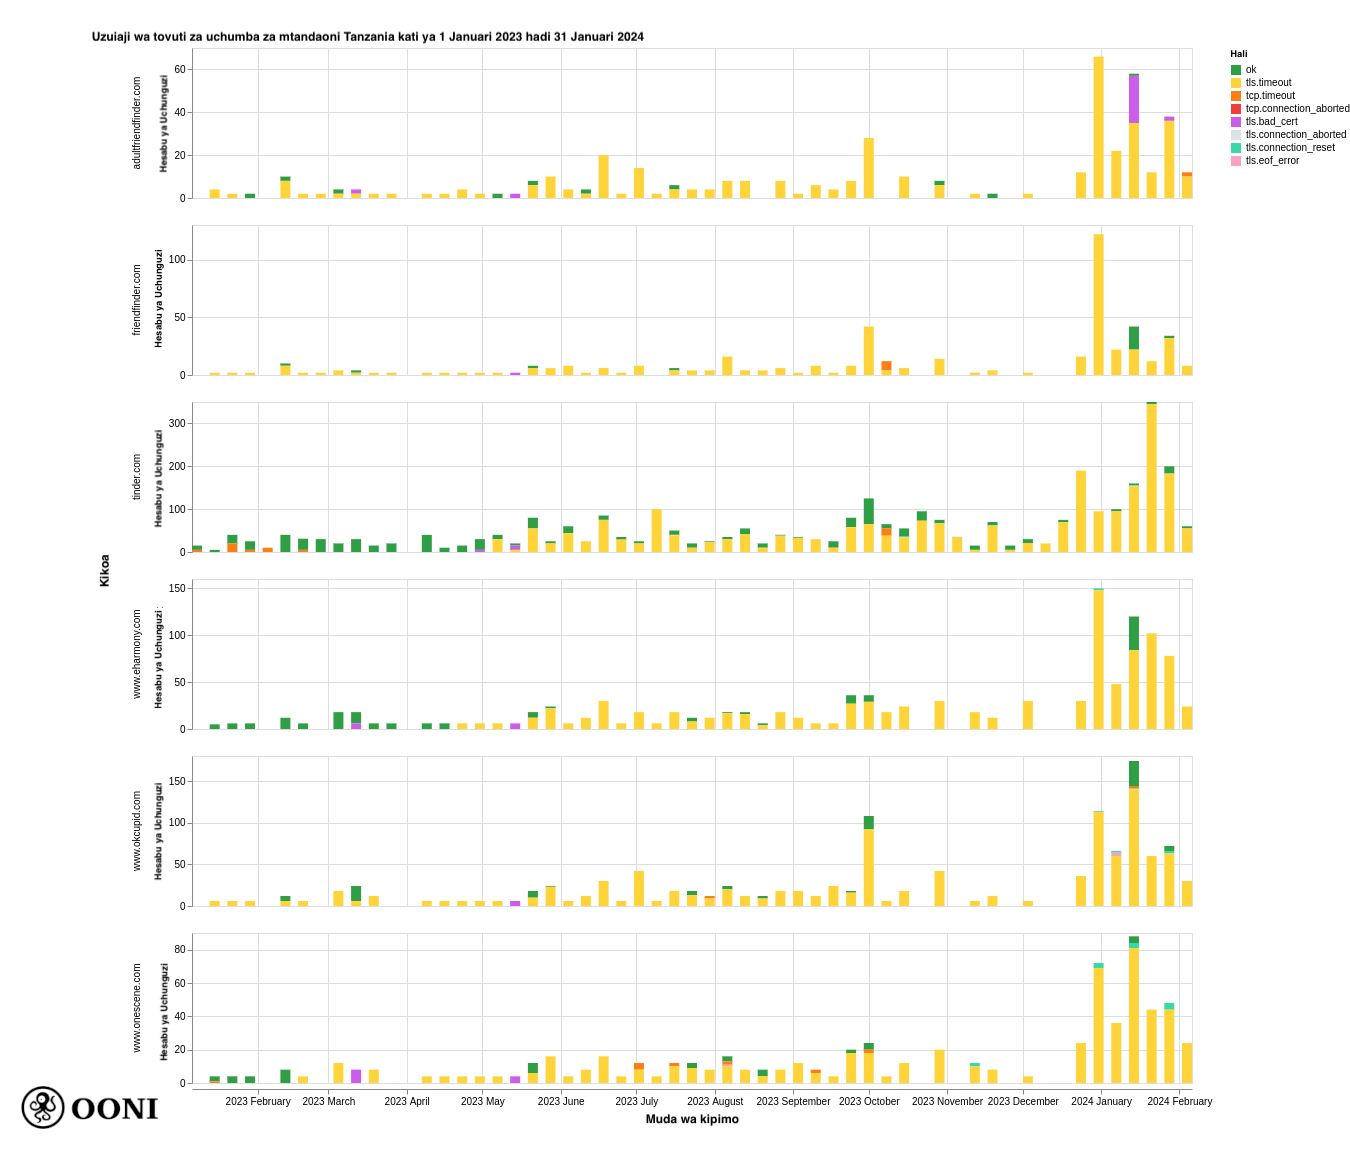 Uzuiaji wa tovuti za uchumba za mtandaoni Tanzania kati ya 1 Januari 2023 hadi 31 Januari 2024
Hali
ok
tls.timeout
tcp.timeout
tcp.connection_aborted
tls.bad_cert
tls.connection_aborted
tls.connection_reset
tls.eof_error
Kikoa
adultfriendfinder.com
Hesabu ya Uchunguzi
60
40
20
0
friendfinder.com
Hesabu ya Uchunguzi
100
50
0
tinder.com
Hesabu ya Uchunguzi
300
200
100
0
www.eharmony.com
Hesabu ya Uchunguzi :
150
100
50
0
www.okcupid.com
Hesabu ya Uchunguzi
150
100
50
0
www.onescene.com
Hesabu ya Uchunguzi
80
60
40
20
0
2023 February 2023 March 2023 April 2023 May 2023 June 2023 July 2023 August 2023 September 2023 October 2023 November 2023 December 2024 January 2024 February
Muda wa kipimo
OONI